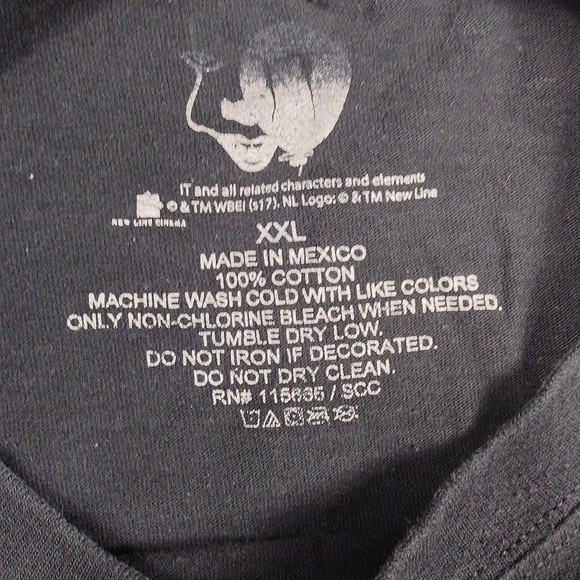 IT and all related characters and elements
© & TM WBEI (s17). NL Logo: © & TM New Line
NEW LINE CINEMA
XXL
MADE IN MEXICO
100% COTTON
MACHINE WASH COLD WITH LIKE COLORS
ONLY NON-CHLORINE BLEACH WHEN NEEDED.
TUMBLE DRY LOW.
DO NOT IRON IF DECORATED.
DO NOT DRY CLEAN.
RN# 115635 / SCC